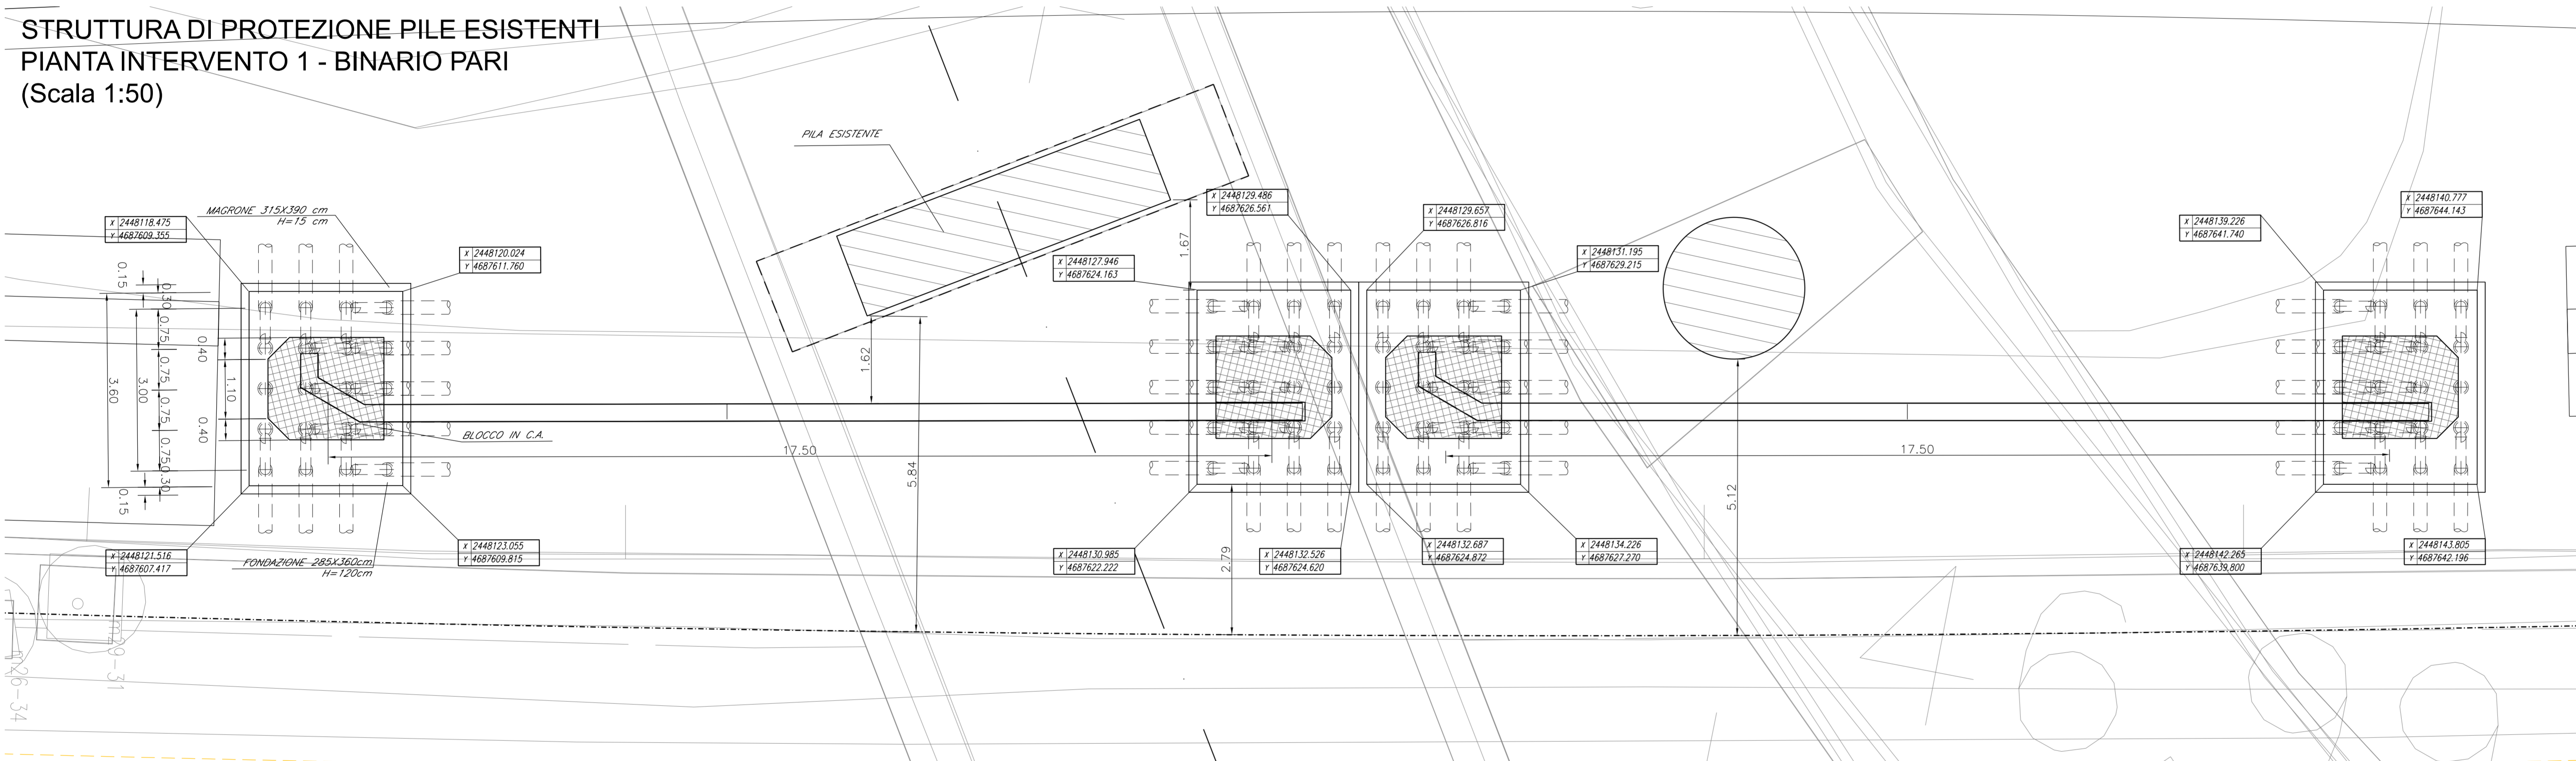 STRUTTURA DI PROTEZIONE PILE ESISTENTI
PIANTA INTERVENTO 1 - BINARIO PARI
(Scala 1:50)
PILA ESISTENTE
MAGRONE 315X390 cm
H=15 cm
X 2448118.475
Y 4687609.355
X 2448120.024
Y 4687611.760
X 2448127.946
Y 4687624.163
X 2448129.486
Y 4687626.561
X 2448129.657
Y 4687626.816
X 2448131.195
Y 4687629.215
X 2448139.226
Y 4687641.740
X 2448140.777
Y 4687644.143
0.15
0.30
0.75
0.75
0.75
0.75
0.30
0.15
3.60
3.00
0.40
1.10
0.40
1.62
1.67
BLOCCO IN C.A.
17.50
17.50
5.84
2.79
5.12
X 2448121.516
Y 4687607.417
X 2448123.055
Y 4687609.815
FONDAZIONE 285X360cm
H=120cm
X 2448130.985
Y 4687622.222
X 2448132.526
Y 4687624.620
X 2448132.687
Y 4687624.872
X 2448134.226
Y 4687627.270
X 2448142.265
Y 4687639.800
X 2448143.805
Y 4687642.196